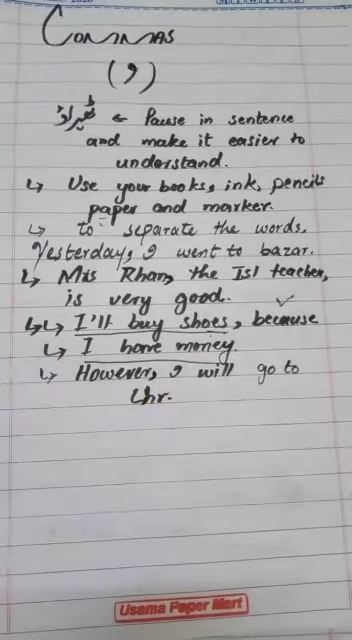 Commas
(,)
ٹھہراؤ ← Pause in sentence
and make it easier to
understand.
↳ Use your books, ink, pencils
paper and marker.
↳ to separate the words.
Yesterday, I went to bazar.
↳ Mis Rhan, the Isl teacher,
is very good.
↳↳ I'll buy shoes, because
↳ I have money.
↳ However, I will go to
Lhr.
Usama Paper Mart